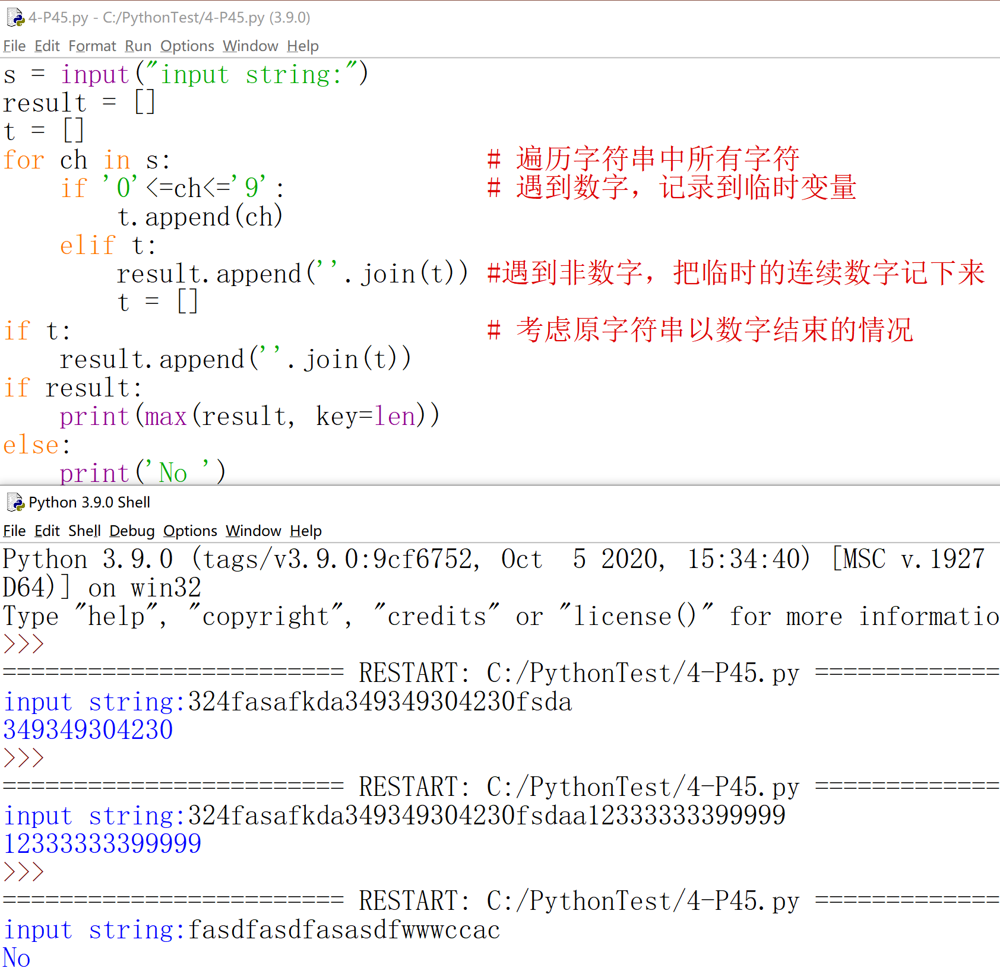 4-P45.py - C:/PythonTest/4-P45.py (3.9.0)
File Edit Format Run Options Window Help
s = input("input string:")
result = []
t = []
for ch in s: # 遍历字符串中所有字符
    if '0'<=ch<='9': # 遇到数字，记录到临时变量
        t.append(ch)
    elif t:
        result.append(''.join(t)) #遇到非数字，把临时的连续数字记下来
        t = []
if t: # 考虑原字符串以数字结束的情况
    result.append(''.join(t))
if result:
    print(max(result, key=len))
else:
    print('No ')
Python 3.9.0 Shell
File Edit Shell Debug Options Window Help
Python 3.9.0 (tags/v3.9.0:9cf6752, Oct  5 2020, 15:34:40) [MSC v.1927
D64)] on win32
Type "help", "copyright", "credits" or "license()" for more informatio
>>>
======================== RESTART: C:/PythonTest/4-P45.py =============
input string:324fasafkda349349304230fsda
349349304230
>>>
======================== RESTART: C:/PythonTest/4-P45.py =============
input string:324fasafkda349349304230fsdaa12333333399999
12333333399999
>>>
======================== RESTART: C:/PythonTest/4-P45.py =============
input string:fasdfasdfasasdfwwwccac
No